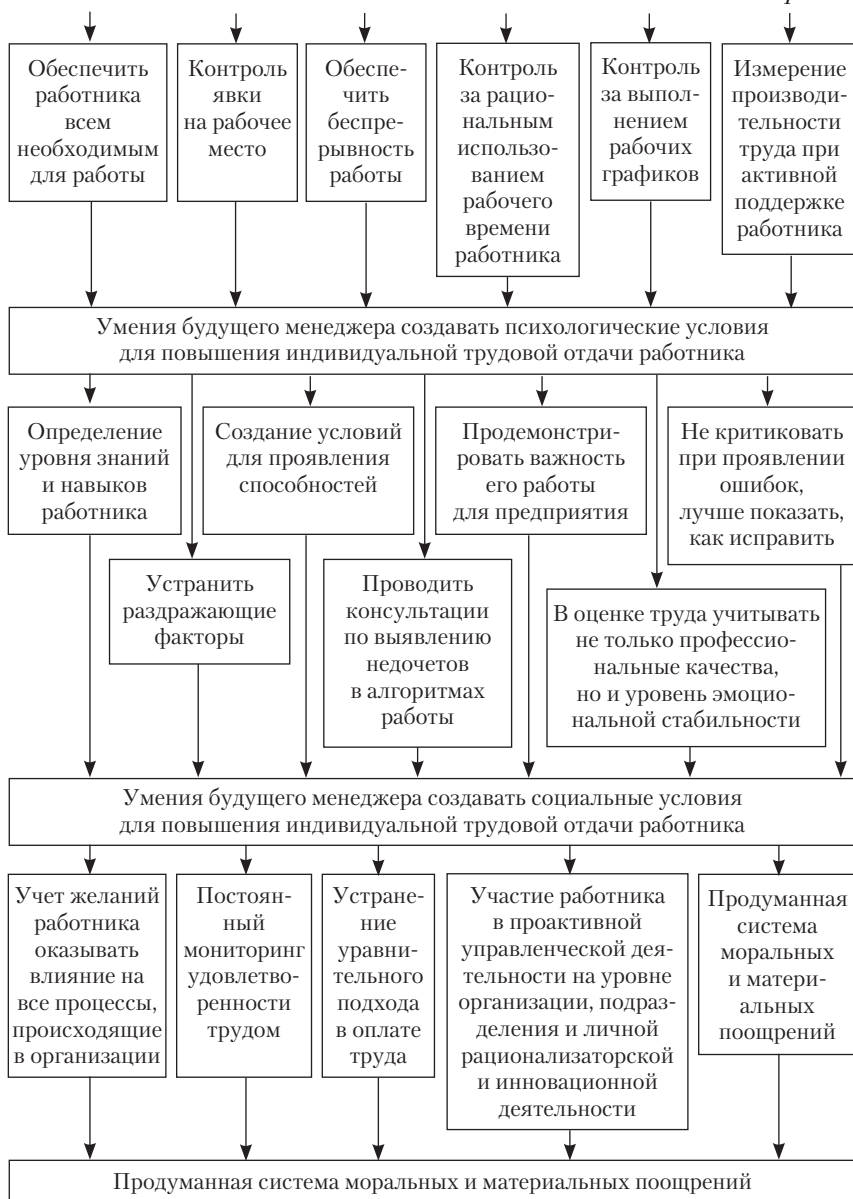 Обеспечить
работника
всем
необходимым
для работы
Контроль
явки
на рабочее
место
Обеспе-
чить
беспре-
рывность
работы
Контроль
за рацио-
нальным
использо-
ванием
рабочего
времени
работника
Контроль
за выпол-
нением
рабочих
графиков
Измерение
производи-
тельности
труда при
активной
поддержке
работника
Умения будущего менеджера создавать психологические условия
для повышения индивидуальной трудовой отдачи работника
Определение
уровня знаний
и навыков
работника
Создание условий
для проявления
способностей
Продемонстри-
ровать важность
его работы
для предприятия
Не критиковать
при проявлении
ошибок,
лучше показать,
как исправить
Устранить
раздражающие
факторы
Проводить
консультации
по выявлению
недочетов
в алгоритмах
работы
В оценке труда учитывать
не только профессио-
нальные качества,
но и уровень эмоцио-
нальной стабильности
Умения будущего менеджера создавать социальные условия
для повышения индивидуальной трудовой отдачи работника
Учет желаний
работника
оказывать
влияние на
все процессы,
происходящие
в организации
Постоян-
ный
мониторинг
удовлетво-
ренности
трудом
Устране-
ние
уравни-
тельного
подхода
в оплате
труда
Участие работника
в проактивной
управленческой дея-
тельности на уровне
организации, подраз-
деления и личной
рационализаторской
и инновационной
деятельности
Продуманная
система
моральных
и матери-
альных
поощрений
Продуманная система моральных и материальных поощрений